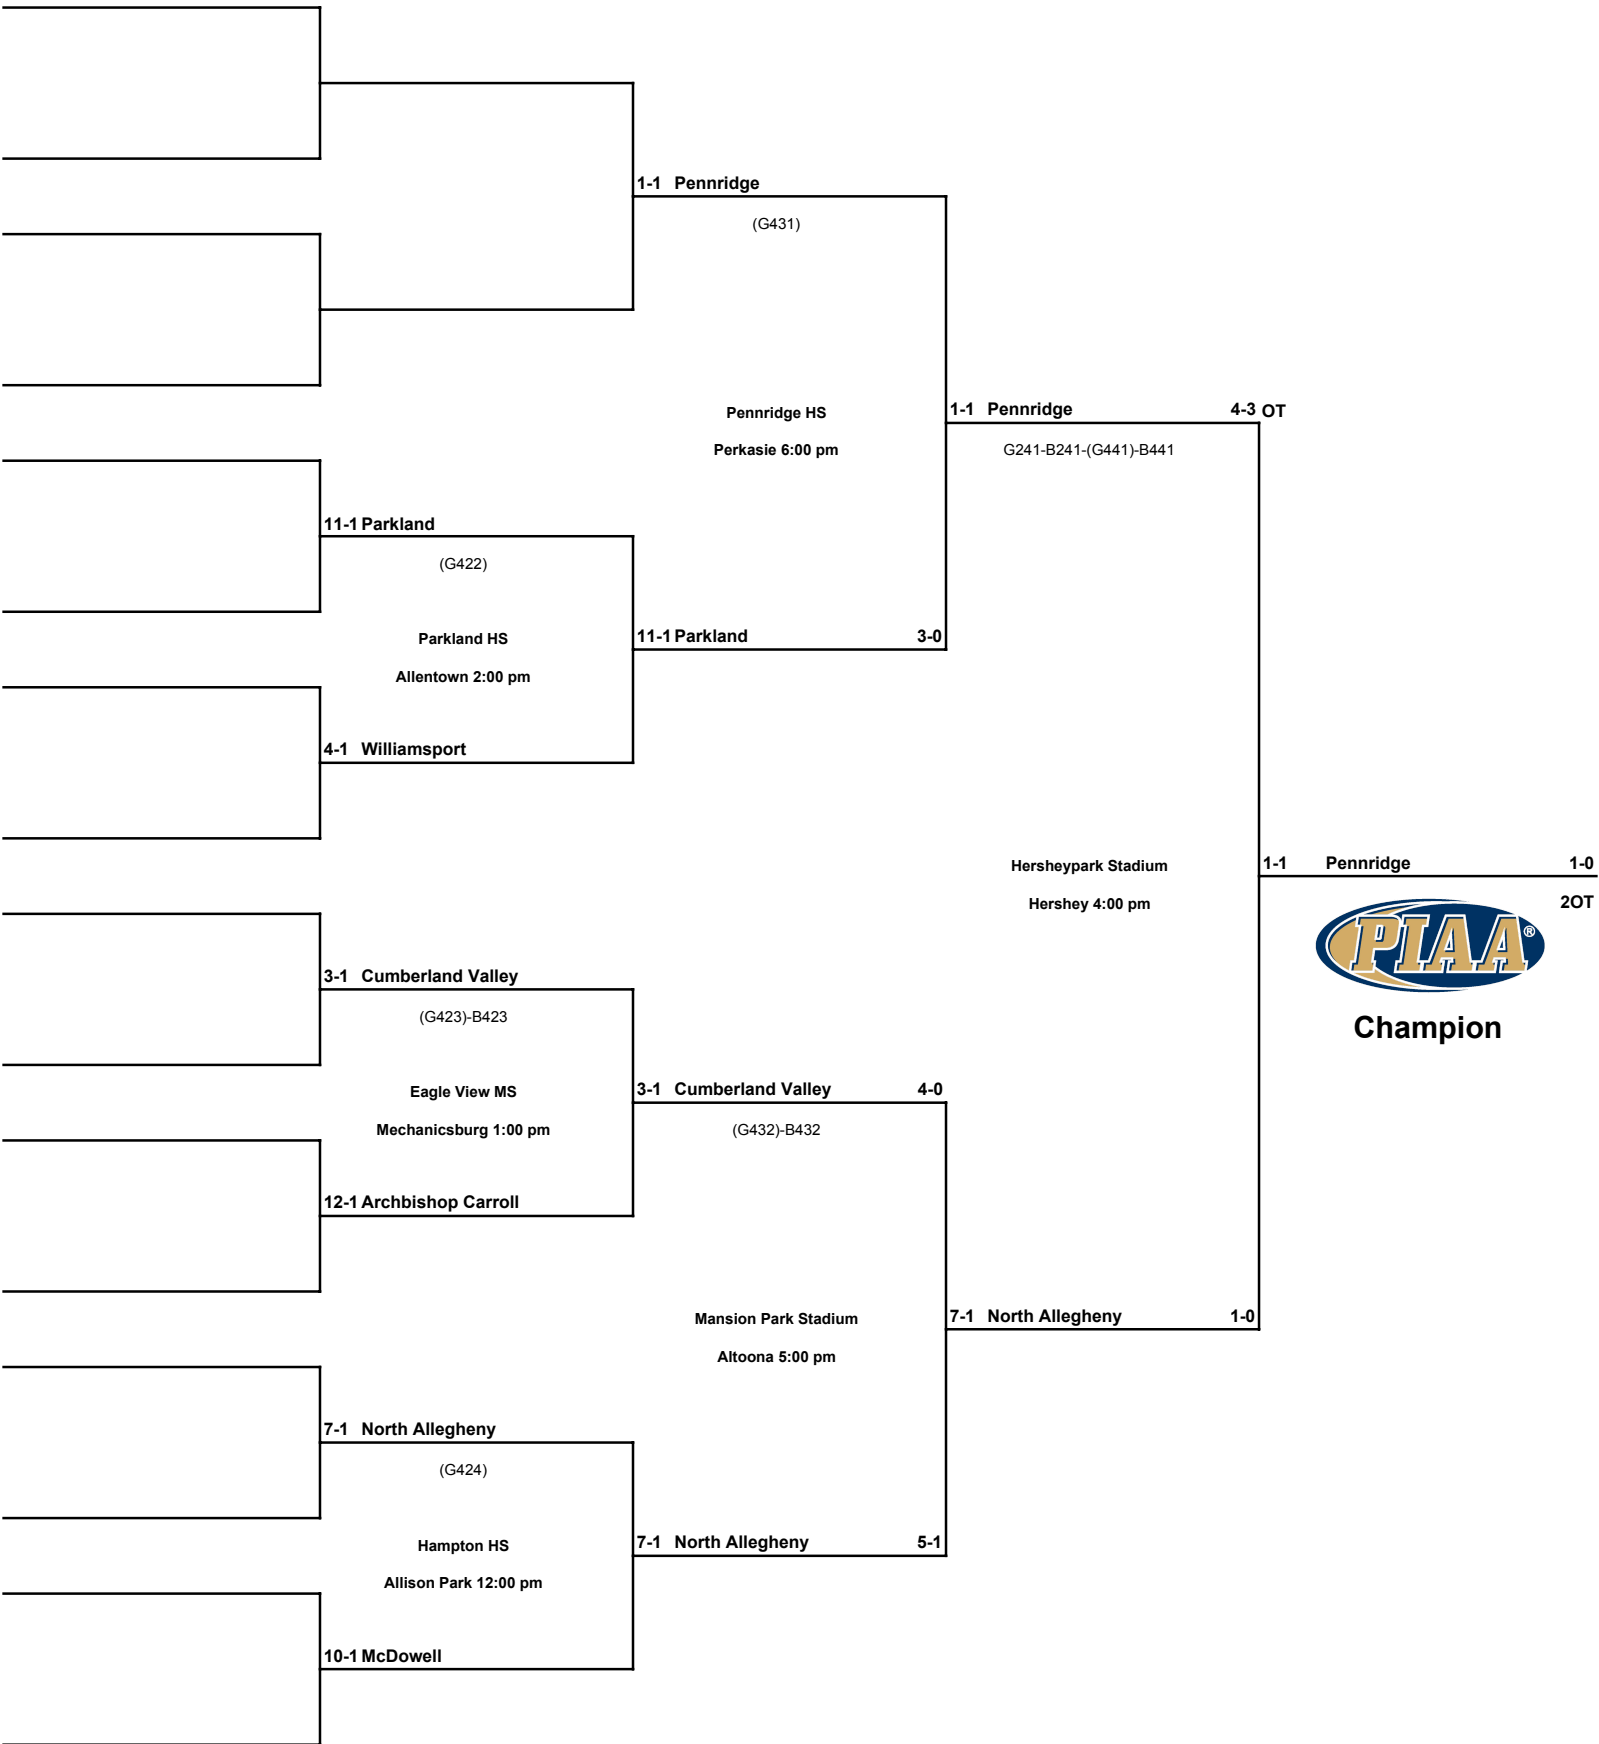 1-1 Pennridge
(G431)
Pennridge HS
Perkasie 6:00 pm
1-1 Pennridge 4-3 OT
G241-B241-(G441)-B441
11-1 Parkland
(G422)
Parkland HS
Allentown 2:00 pm
11-1 Parkland 3-0
4-1 Williamsport
Hersheypark Stadium
Hershey 4:00 pm
1-1 Pennridge 1-0
2OT
PIAA®
Champion
3-1 Cumberland Valley
(G423)-B423
Eagle View MS
Mechanicsburg 1:00 pm
3-1 Cumberland Valley 4-0
(G432)-B432
12-1 Archbishop Carroll
Mansion Park Stadium
Altoona 5:00 pm
7-1 North Allegheny 1-0
7-1 North Allegheny
(G424)
Hampton HS
Allison Park 12:00 pm
7-1 North Allegheny 5-1
10-1 McDowell